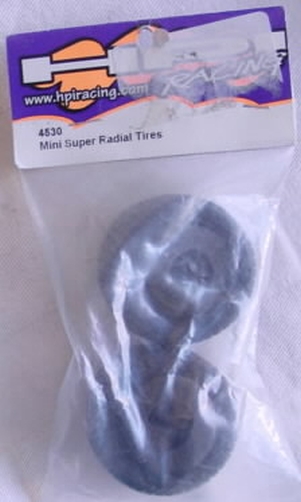 RACING
www.hpiracing.com
4530
Mini Super Radial Tires